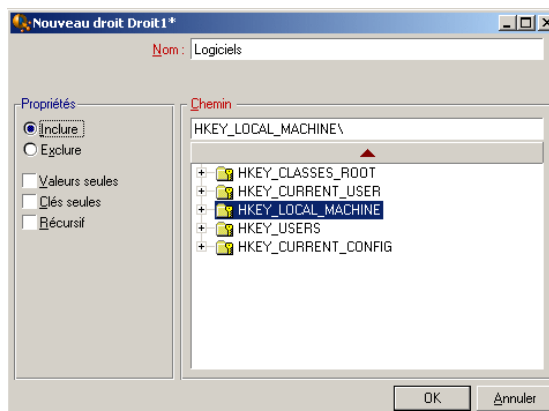 Nouveau droit Droit1*
Nom : Logiciels
Propriétés
Inclure
Exclure
Valeurs seules
Clés seules
Récursif
Chemin
HKEY_LOCAL_MACHINE\
HKEY_CLASSES_ROOT
HKEY_CURRENT_USER
HKEY_LOCAL_MACHINE
HKEY_USERS
HKEY_CURRENT_CONFIG
OK Annuler